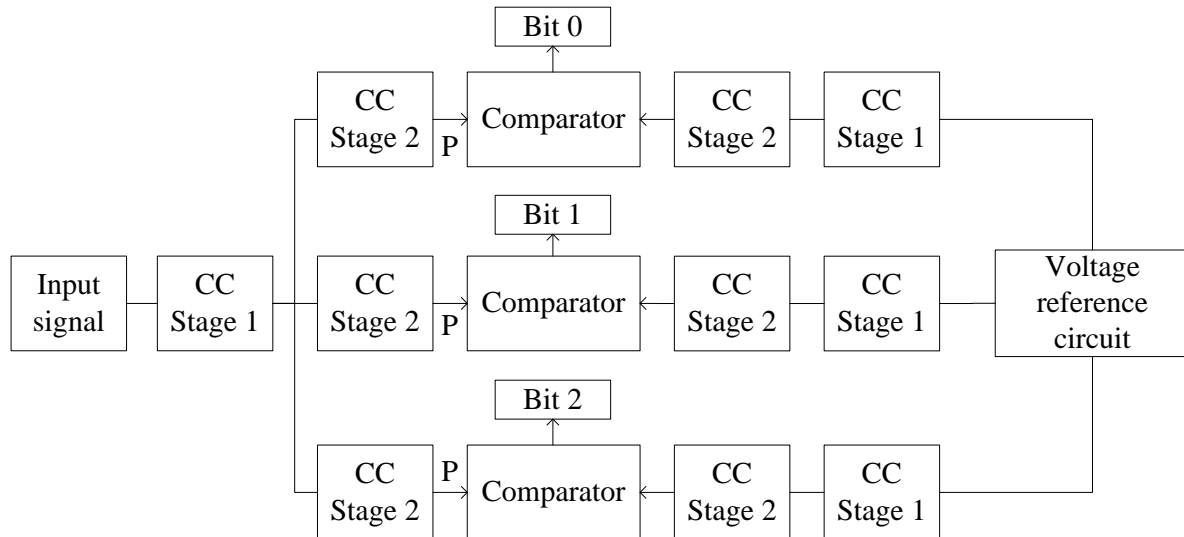 Bit 0
CC
Stage 2
P
Comparator
CC
Stage 2
CC
Stage 1
Bit 1
Input
signal
CC
Stage 1
CC
Stage 2
P
Comparator
CC
Stage 2
CC
Stage 1
Voltage
reference
circuit
Bit 2
CC
Stage 2
P
Comparator
CC
Stage 2
CC
Stage 1